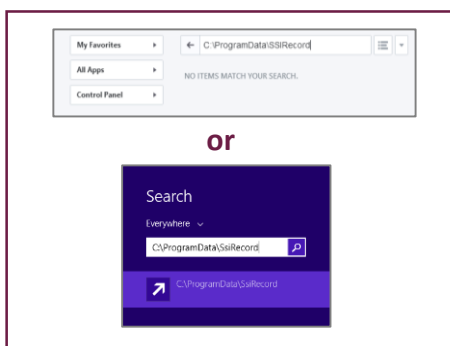 My Favorites
C:\ProgramData\SSIRecord
All Apps
NO ITEMS MATCH YOUR SEARCH.
Control Panel
or
Search
Everywhere
C:\ProgramData\SsiRecord
C:\ProgramData\SsiRecord